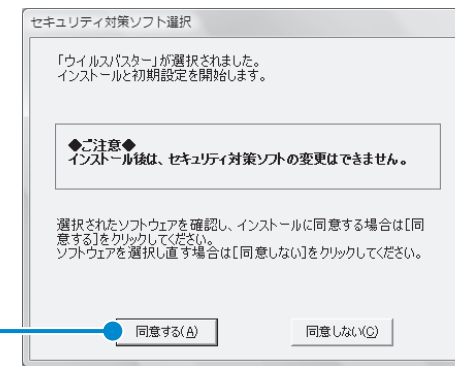 セキュリティ対策ソフト選択
「ウイルスバスター」が選択されました。
インストールと初期設定を開始します。
◆ご注意◆
インストール後は、セキュリティ対策ソフトの変更はできません。
選択されたソフトウェアを確認し、インストールに同意する場合は[同
意する]をクリックしてください。
ソフトウェアを選択し直す場合は[同意しない]をクリックしてください。
同意する(A)
同意しない(C)